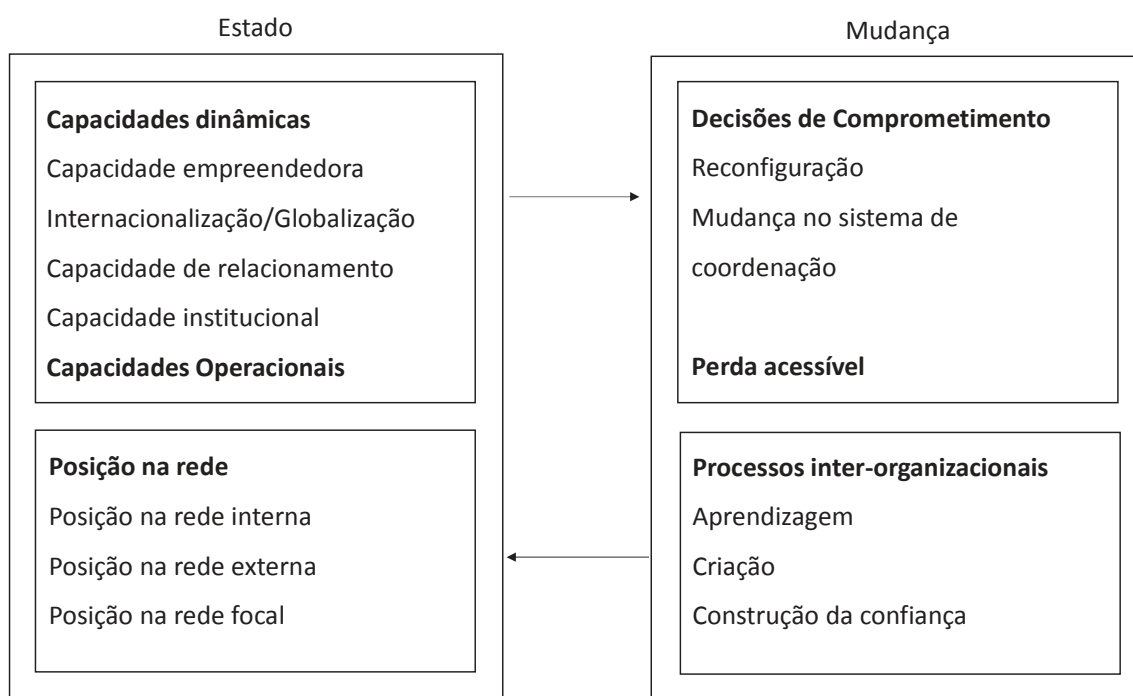 Estado
Capacidades dinâmicas
Capacidade empreendedora
Internacionalização/Globalização
Capacidade de relacionamento
Capacidade institucional
Capacidades Operacionais
Posição na rede
Posição na rede interna
Posição na rede externa
Posição na rede focal
Mudança
Decisões de Comprometimento
Reconfiguração
Mudança no sistema de
coordenação
Perda acessível
Processos inter-organizacionais
Aprendizagem
Criação
Construção da confiança